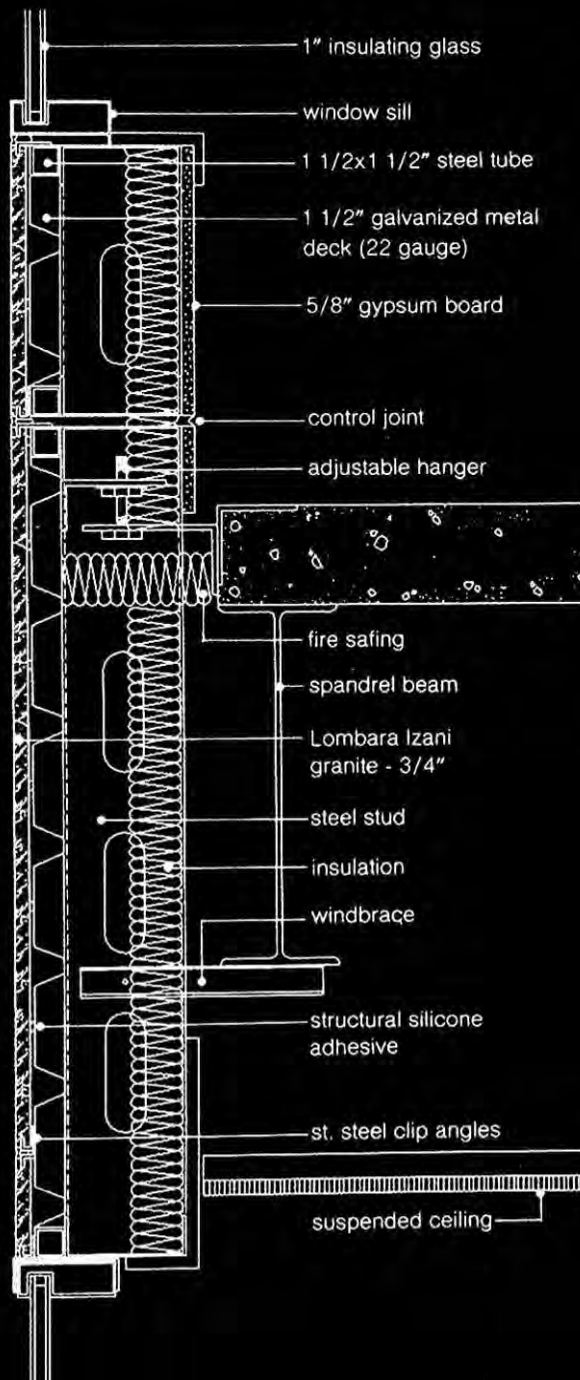 1" insulating glass
window sill
1 1/2x1 1/2" steel tube
1 1/2" galvanized metal
deck (22 gauge)
5/8" gypsum board
control joint
adjustable hanger
fire safing
spandrel beam
Lombara Izani
granite - 3/4"
steel stud
insulation
windbrace
structural silicone
adhesive
st. steel clip angles
suspended ceiling